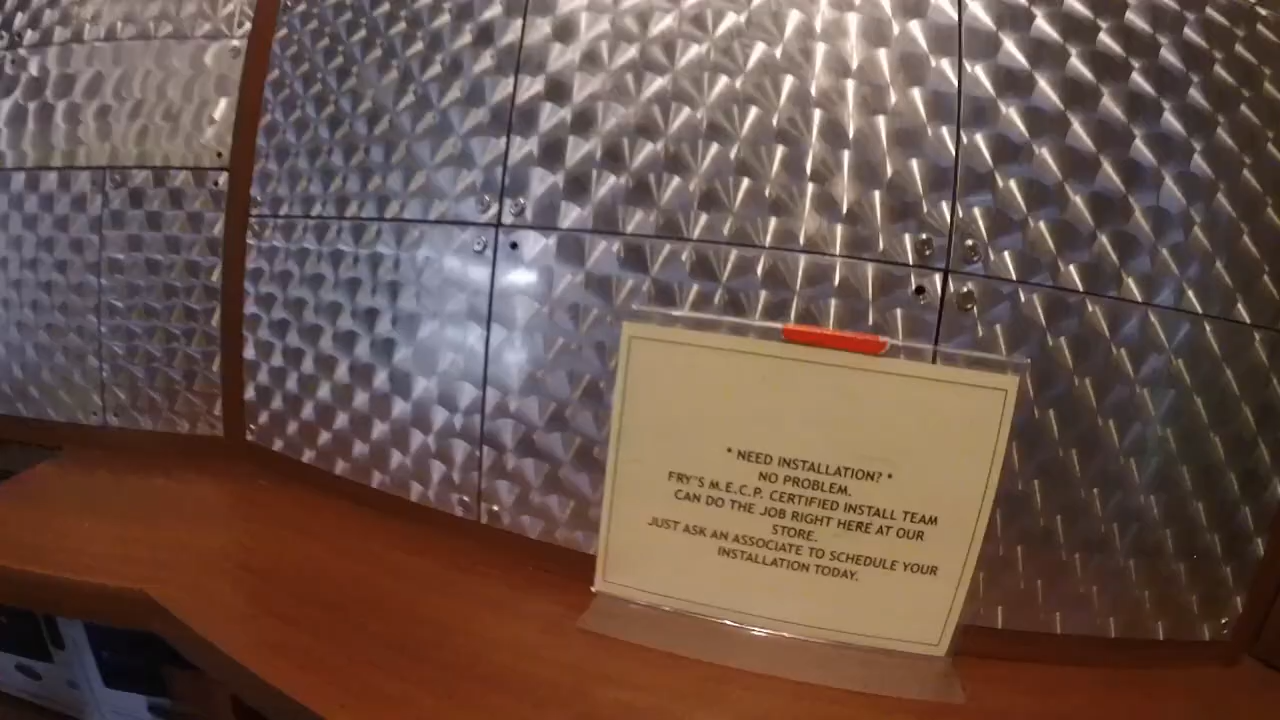 * NEED INSTALLATION? *
NO PROBLEM.
FRY'S M.E.C.P. CERTIFIED INSTALL TEAM
CAN DO THE JOB RIGHT HERE AT OUR
STORE.
JUST ASK AN ASSOCIATE TO SCHEDULE YOUR
INSTALLATION TODAY.